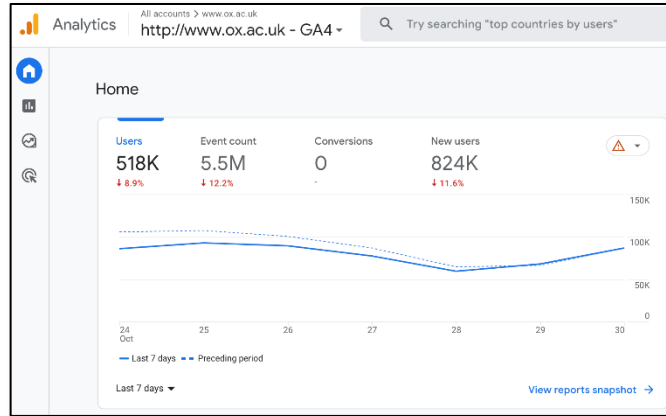 Analytics
All accounts > www.ox.ac.uk
http://www.ox.ac.uk - GA4
Try searching "top countries by users"
Home
Users Event count Conversions New users
518K 5.5M 0 824K
↓ 8.9% ↓ 12.2% - ↓ 11.6%
150K
100K
50K
0
24 25 26 27 28 29 30
Oct
Last 7 days Preceding period
Last 7 days
View reports snapshot →